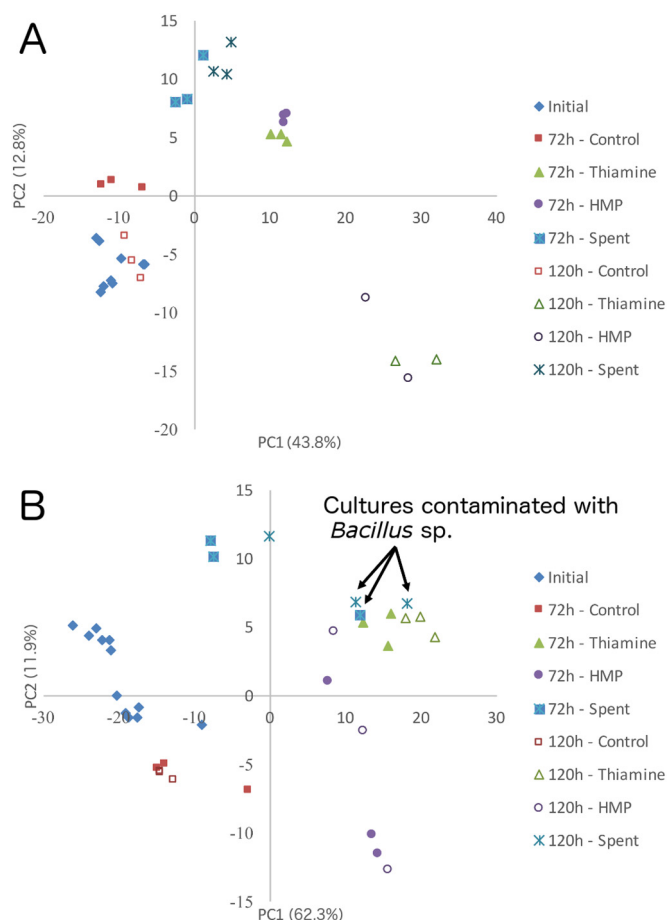 A
15
10
5
0
-5
-10
-15
-20
-20
-10
0
10
20
30
40
PC2 (12.8%)
PC1 (43.8%)
Initial
72h - Control
72h - Thiamine
72h - HMP
72h - Spent
120h - Control
120h - Thiamine
120h - HMP
120h - Spent
B
Cultures contaminated with
Bacillus sp.
15
10
5
0
-5
-10
-15
-30
-20
-10
0
10
20
30
PC2 (11.9%)
PC1 (62.3%)
Initial
72h - Control
72h - Thiamine
72h - HMP
72h - Spent
120h - Control
120h - Thiamine
120h - HMP
120h - Spent